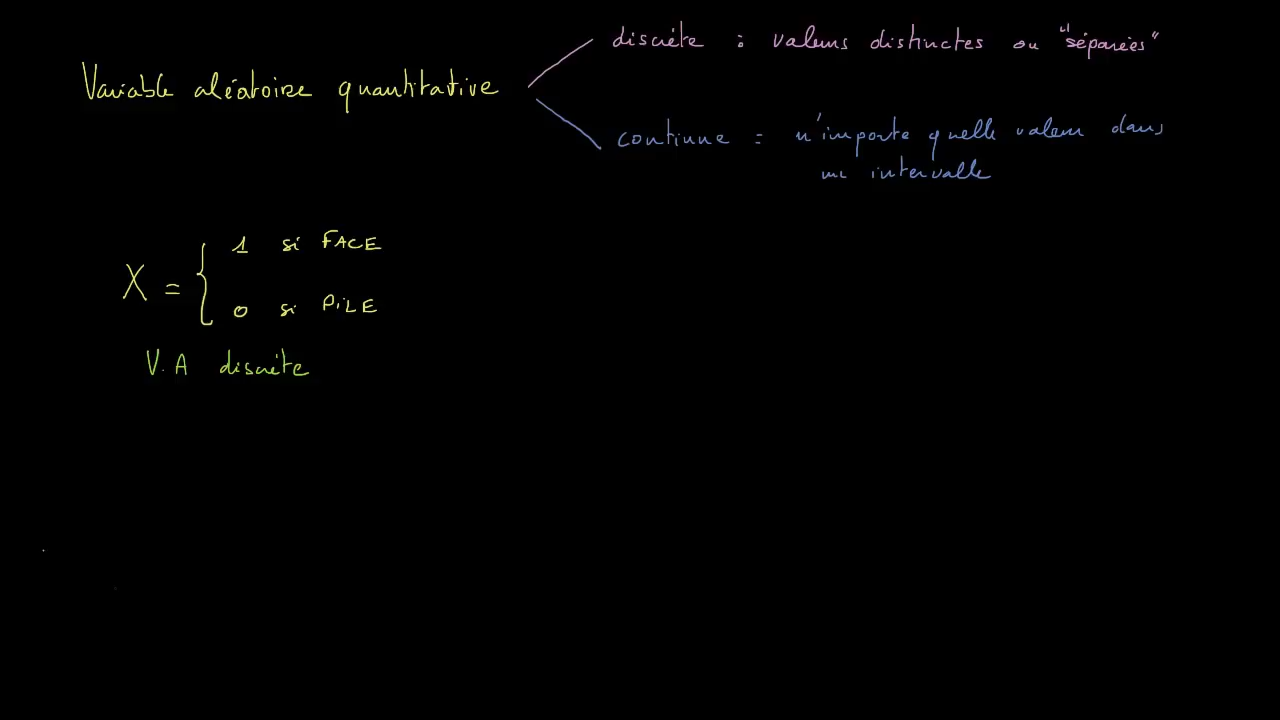 Variable aléatoire quantitative
discrète : valeurs distinctes ou "séparées"
continue = n'importe quelle valeur dans
un intervalle
X = { 1 si FACE
0 si PiLE
V.A discrète